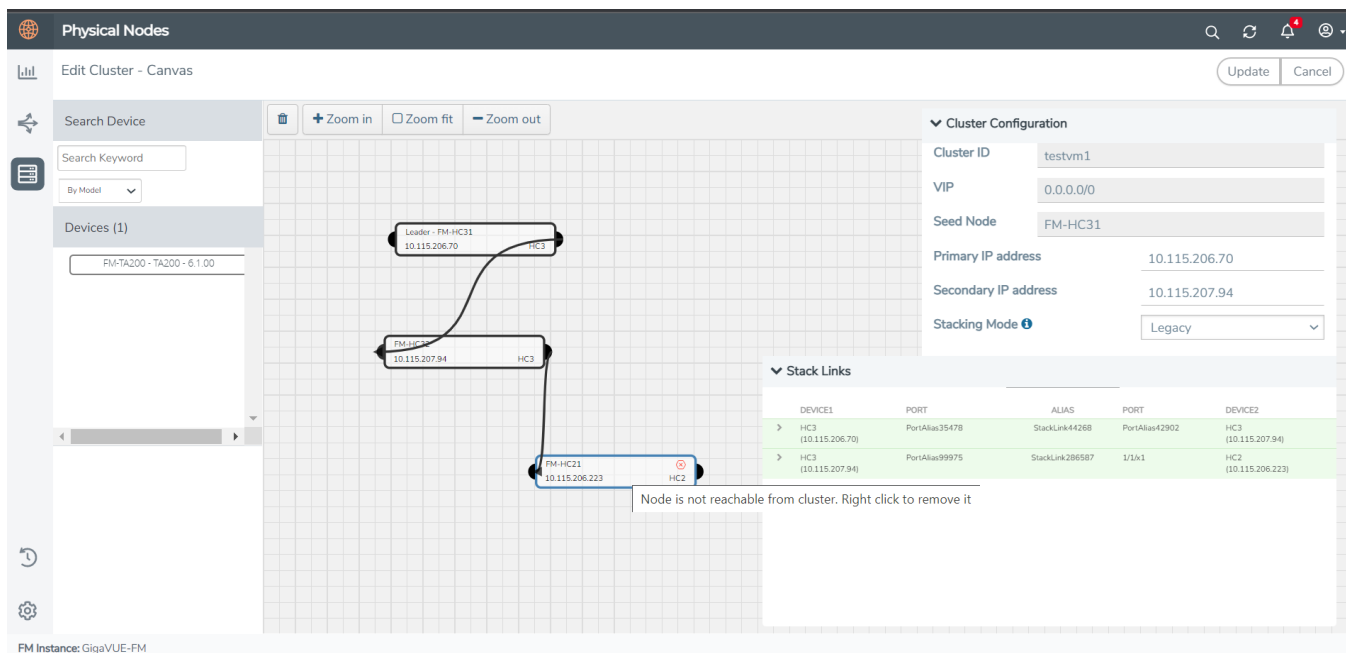 Physical Nodes
4
Edit Cluster - Canvas
Update
Cancel
Search Device
Zoom in
Zoom fit
Zoom out
Search Keyword
By Model
Devices (1)
FM-TA200 - TA200 - 6.1.00
Cluster Configuration
Cluster ID
testvm1
VIP
0.0.0.0/0
Seed Node
FM-HC31
Primary IP address
10.115.206.70
Secondary IP address
10.115.207.94
Stacking Mode
Legacy
Leader - FM-HC31
10.115.206.70 HC3
FM-HC32
10.115.207.94 HC3
FM-HC21
10.115.206.223 HC2
Node is not reachable from cluster. Right click to remove it
Stack Links
DEVICE1 PORT ALIAS PORT DEVICE2
HC3 PortAlias35478 StackLink44268 PortAlias42902 HC3
(10.115.206.70) (10.115.207.94)
HC3 PortAlias99975 StackLink286587 1/1/x1 HC2
(10.115.207.94) (10.115.206.223)
FM Instance: GigaVUE-FM